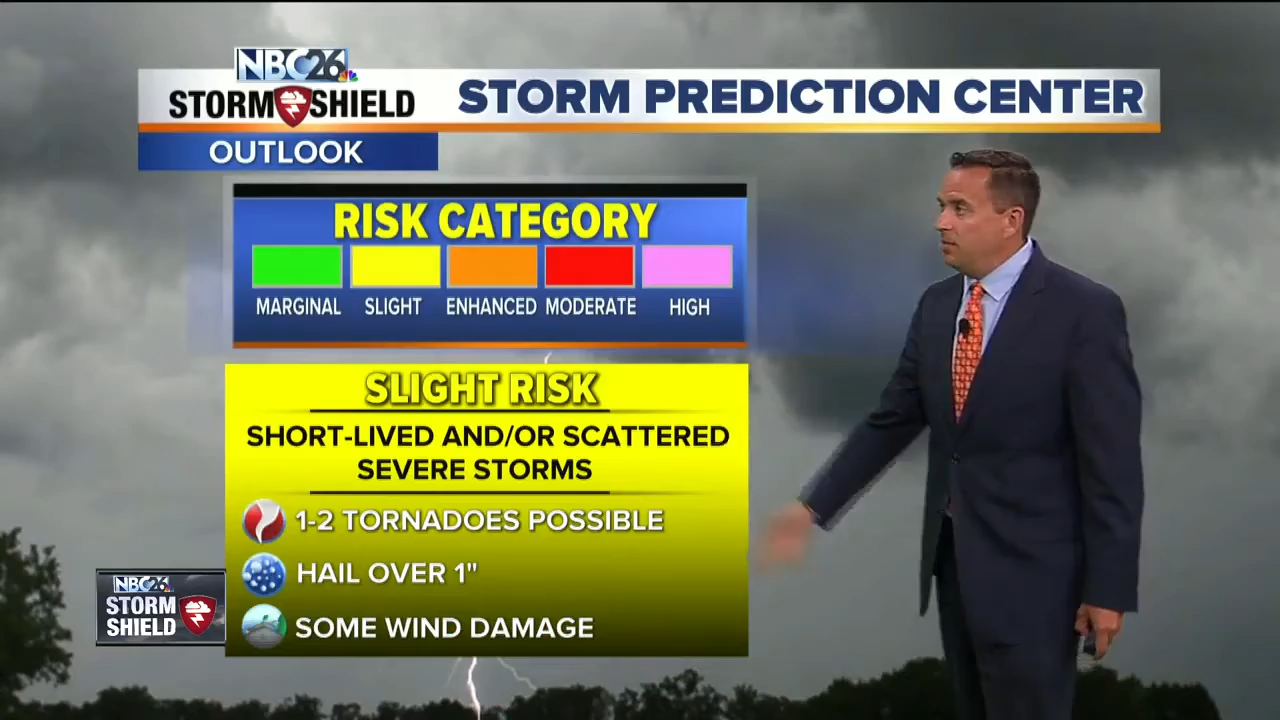 NBC26
STORM SHIELD
STORM PREDICTION CENTER
OUTLOOK
RISK CATEGORY
MARGINAL SLIGHT ENHANCED MODERATE HIGH
SLIGHT RISK
SHORT-LIVED AND/OR SCATTERED
SEVERE STORMS
1-2 TORNADOES POSSIBLE
HAIL OVER 1"
SOME WIND DAMAGE
NBC26
STORM
SHIELD